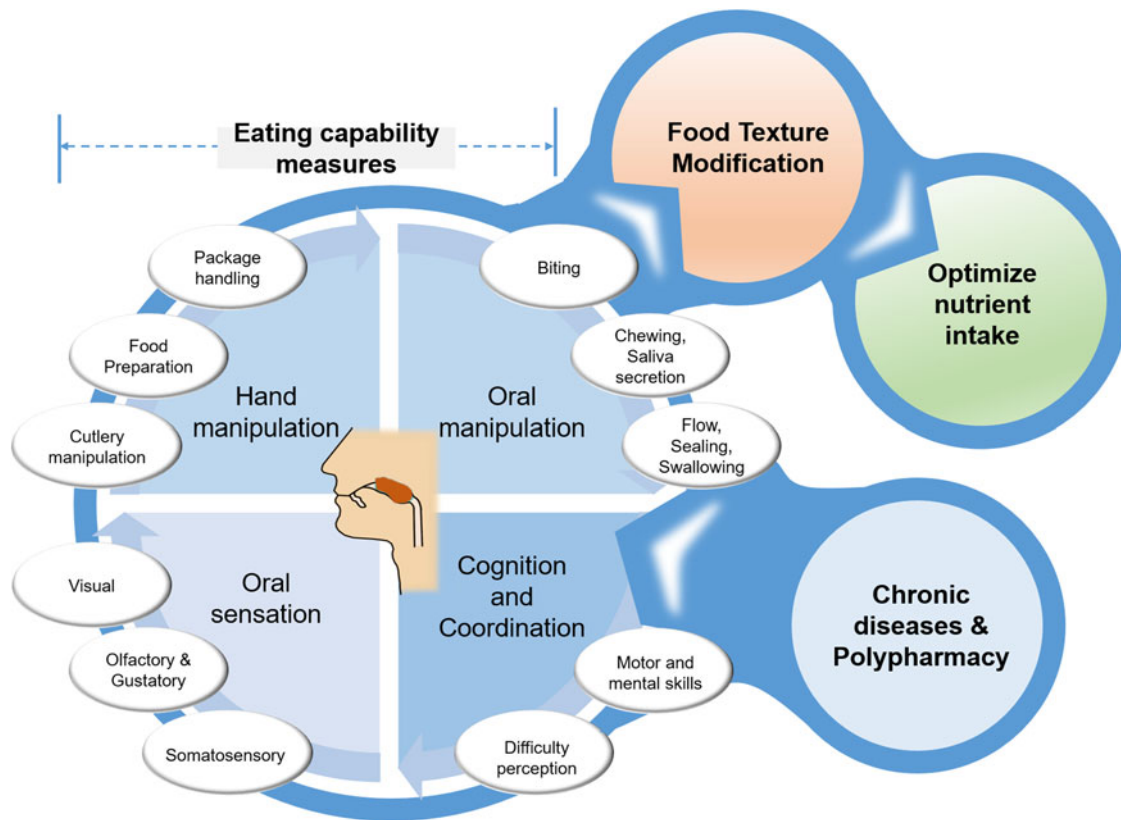 Eating capability
measures
Food Texture
Modification
Optimize
nutrient
intake
Package
handling
Food
Preparation
Cutlery
manipulation
Hand
manipulation
Biting
Chewing,
Saliva
secretion
Flow,
Sealing,
Swallowing
Oral
manipulation
Visual
Olfactory &
Gustatory
Somatosensory
Oral
sensation
Cognition
and
Coordination
Motor and
mental skills
Difficulty
perception
Chronic
diseases &
Polypharmacy